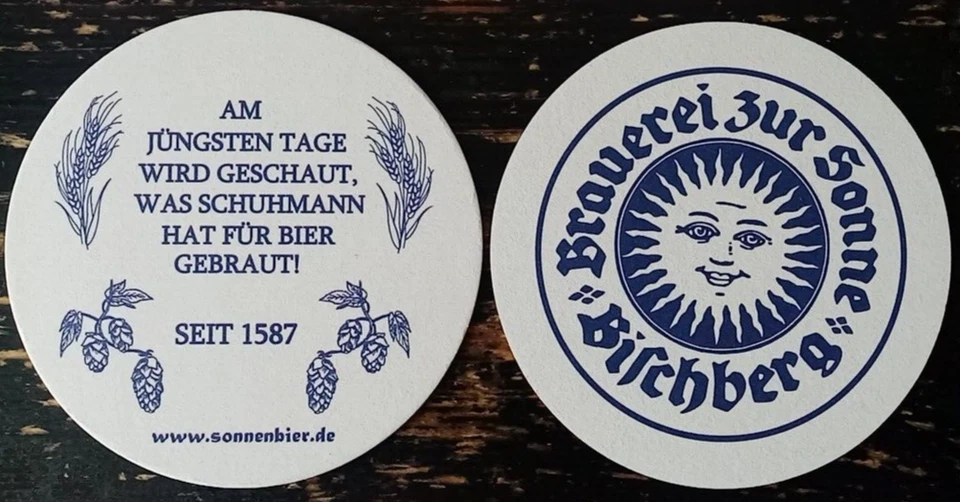 AM
JÜNGSTEN TAGE
WIRD GESCHAUT,
WAS SCHUHMANN
HAT FÜR BIER
GEBRAUT!
SEIT 1587
www.sonnenbier.de
Brauerei zur Sonne
Biſchberg